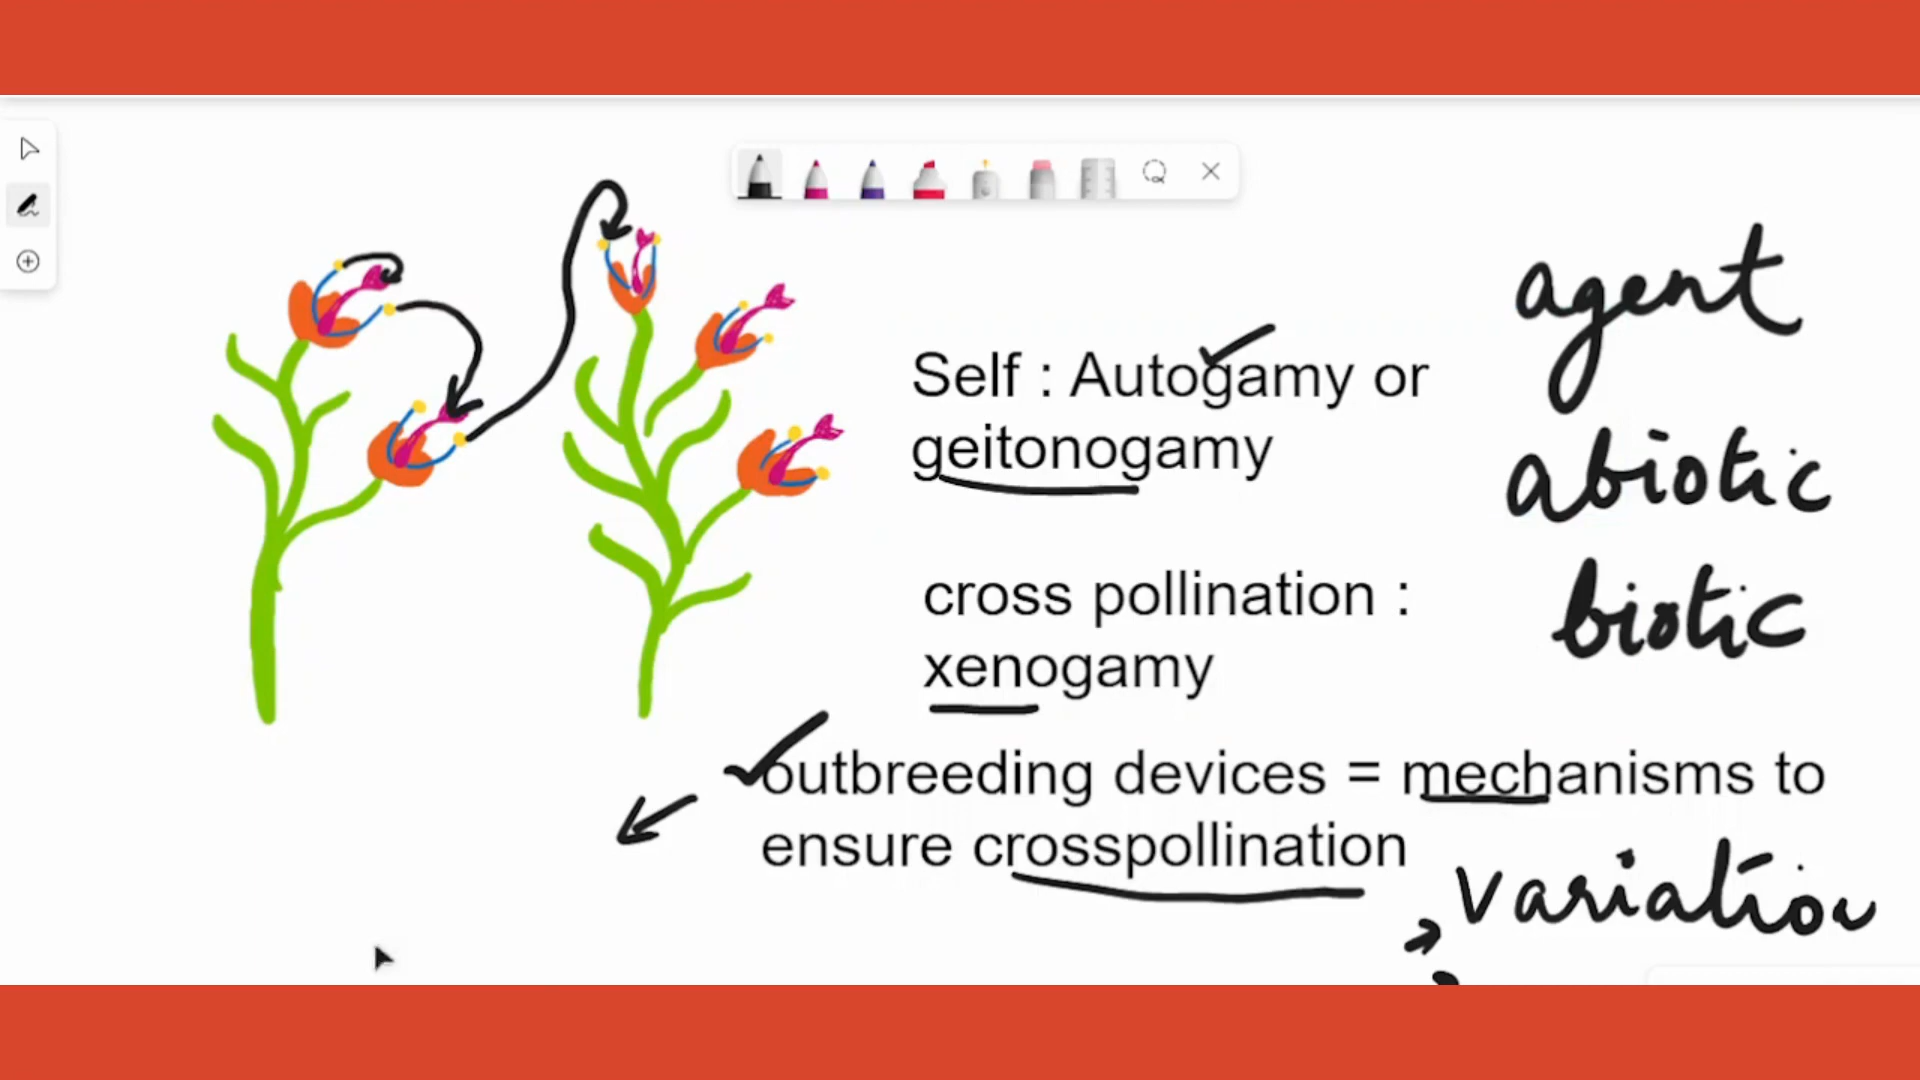 Self : Autogamy or
geitonogamy
cross pollination :
xenogamy
outbreeding devices = mechanisms to
ensure crosspollination
agent
abiotic
biotic
variation